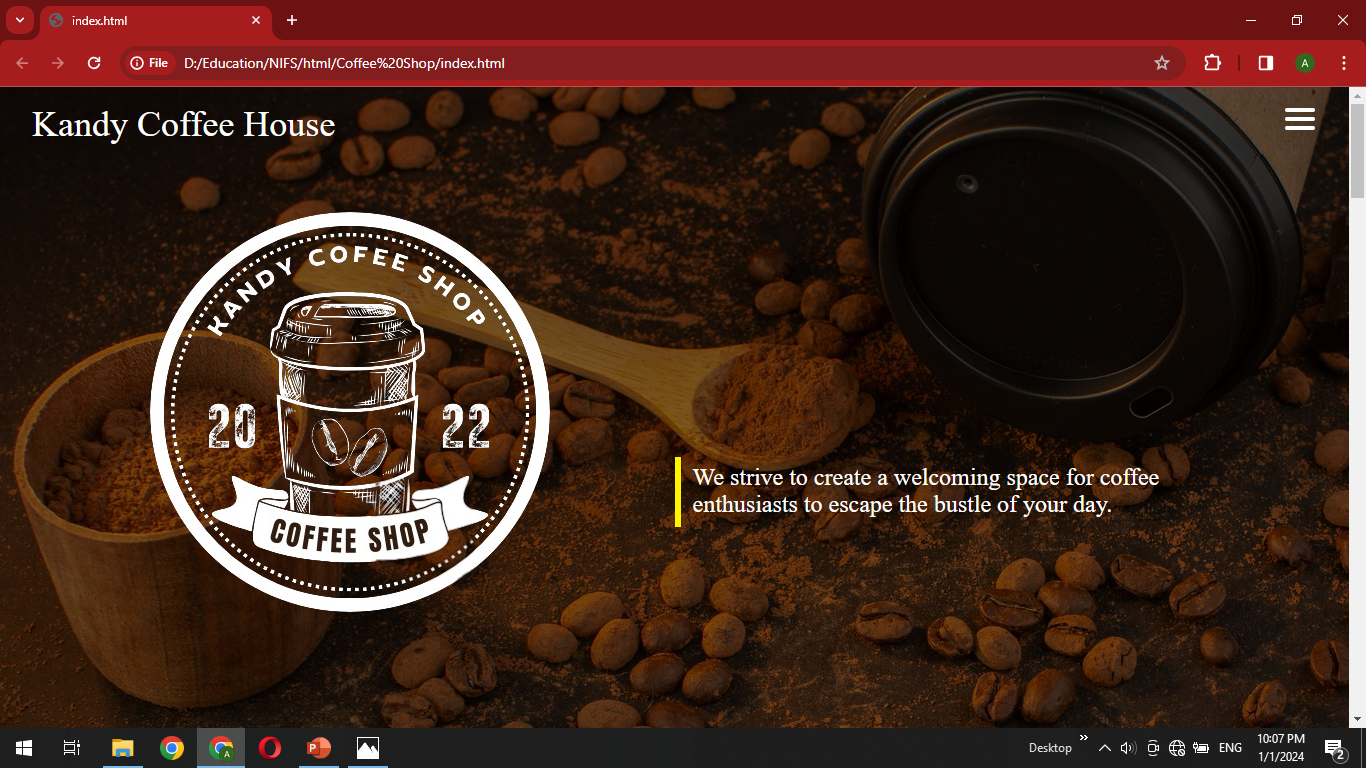 index.html
File
D:/Education/NIFS/html/Coffee%20Shop/index.html
A
Kandy Coffee House
KANDY COFEE SHOP
20 22
COFFEE SHOP
We strive to create a welcoming space for coffee
enthusiasts to escape the bustle of your day.
A
P
Desktop
ENG
10:07 PM
1/1/2024
2